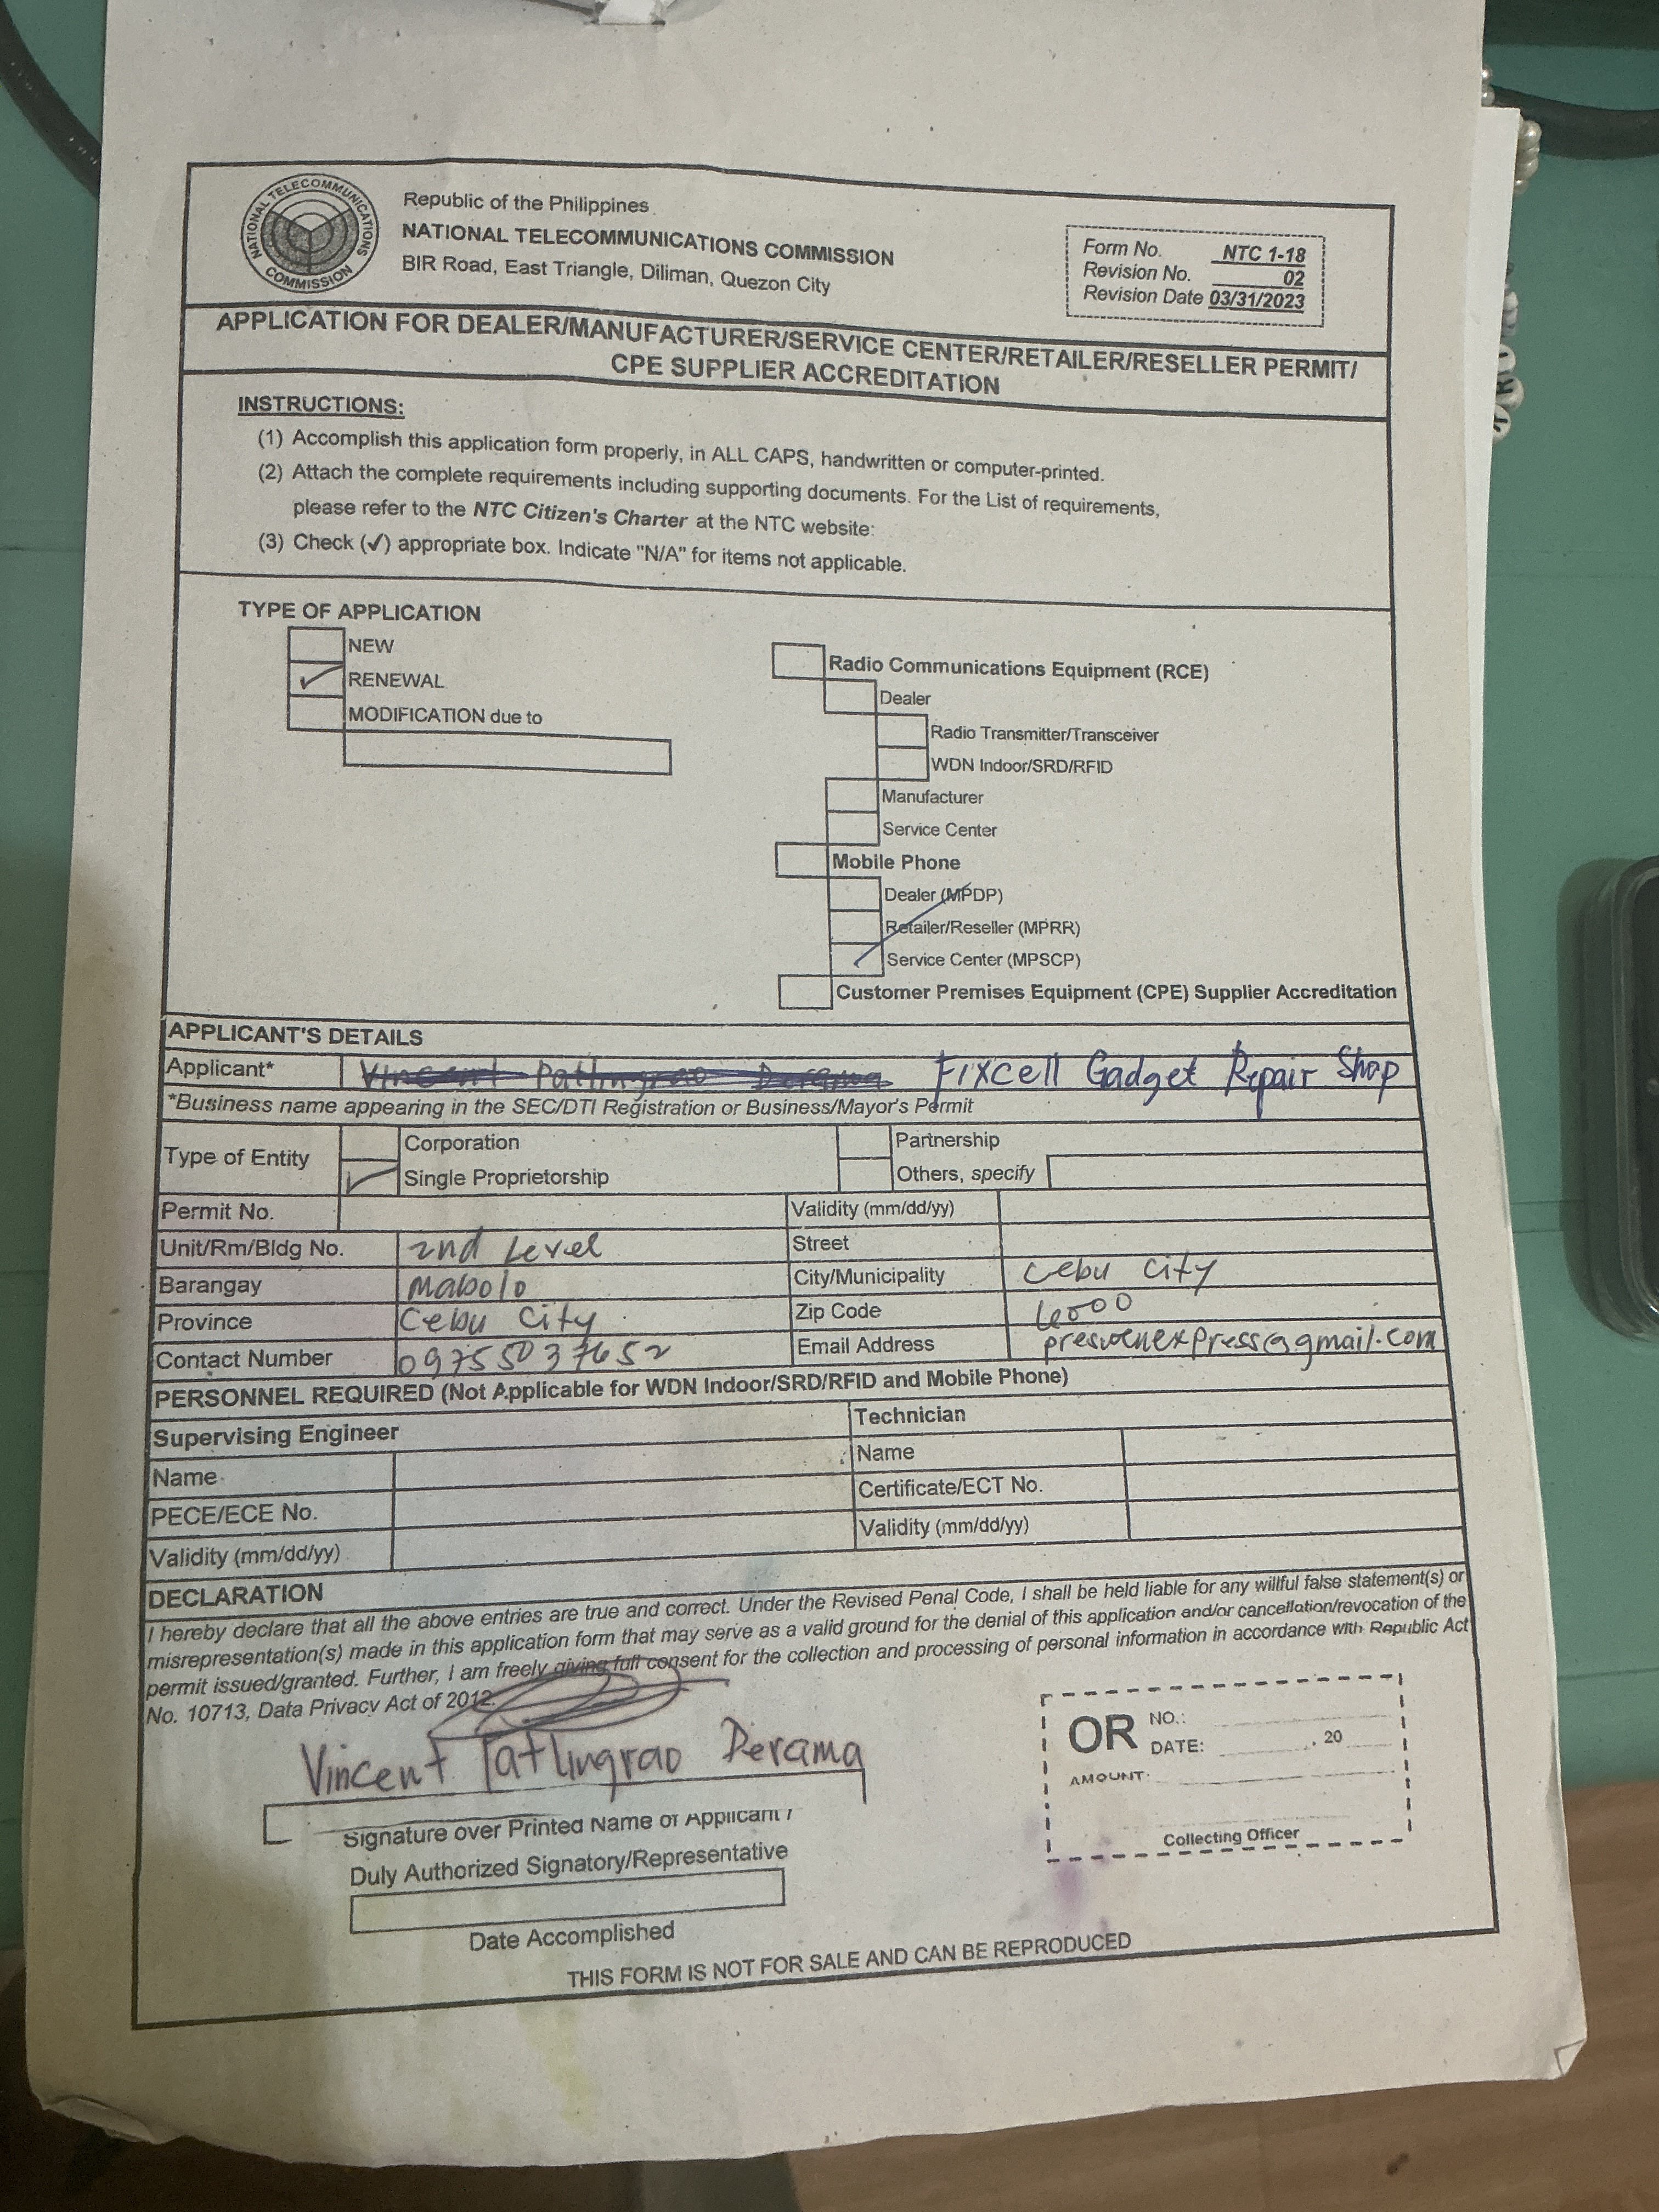 NATIONAL TELECOMMUNICATIONS COMMISSION
Republic of the Philippines
NATIONAL TELECOMMUNICATIONS COMMISSION
BIR Road, East Triangle, Diliman, Quezon City
Form No. NTC 1-18
Revision No. 02
Revision Date 03/31/2023
APPLICATION FOR DEALER/MANUFACTURER/SERVICE CENTER/RETAILER/RESELLER PERMIT/
CPE SUPPLIER ACCREDITATION
INSTRUCTIONS:
(1) Accomplish this application form properly, in ALL CAPS, handwritten or computer-printed.
(2) Attach the complete requirements including supporting documents. For the List of requirements,
please refer to the NTC Citizen's Charter at the NTC website:
(3) Check (✓) appropriate box. Indicate "N/A" for items not applicable.
TYPE OF APPLICATION
NEW
✓ RENEWAL
MODIFICATION due to
Radio Communications Equipment (RCE)
Dealer
Radio Transmitter/Transceiver
WDN Indoor/SRD/RFID
Manufacturer
Service Center
Mobile Phone
Dealer (MPDP)
Retailer/Reseller (MPRR)
✓ Service Center (MPSCP)
Customer Premises Equipment (CPE) Supplier Accreditation
APPLICANT'S DETAILS
Applicant* Vincent Patlingrao Derama Fixcell Gadget Repair Shop
*Business name appearing in the SEC/DTI Registration or Business/Mayor's Permit
Type of Entity
Corporation
✓ Single Proprietorship
Partnership
Others, specify
Permit No. Validity (mm/dd/yy)
Unit/Rm/Bldg No. 2nd Level Street
Barangay Mabolo City/Municipality Cebu City
Province Cebu City Zip Code 6000
Contact Number 09755037652 Email Address
PERSONNEL REQUIRED (Not Applicable for WDN Indoor/SRD/RFID and Mobile Phone)
Supervising Engineer Technician
Name Name
PECE/ECE No. Certificate/ECT No.
Validity (mm/dd/yy) Validity (mm/dd/yy)
DECLARATION
I hereby declare that all the above entries are true and correct. Under the Revised Penal Code, I shall be held liable for any willful false statement(s) or
misrepresentation(s) made in this application form that may serve as a valid ground for the denial of this application and/or cancellation/revocation of the
permit issued/granted. Further, I am freely giving full consent for the collection and processing of personal information in accordance with Republic Act
No. 10713, Data Privacy Act of 2012.
Vincent Patlingrao Derama
Signature over Printed Name of Applicant /
Duly Authorized Signatory/Representative
Date Accomplished
OR NO.:
DATE: , 20
AMOUNT:
Collecting Officer
THIS FORM IS NOT FOR SALE AND CAN BE REPRODUCED